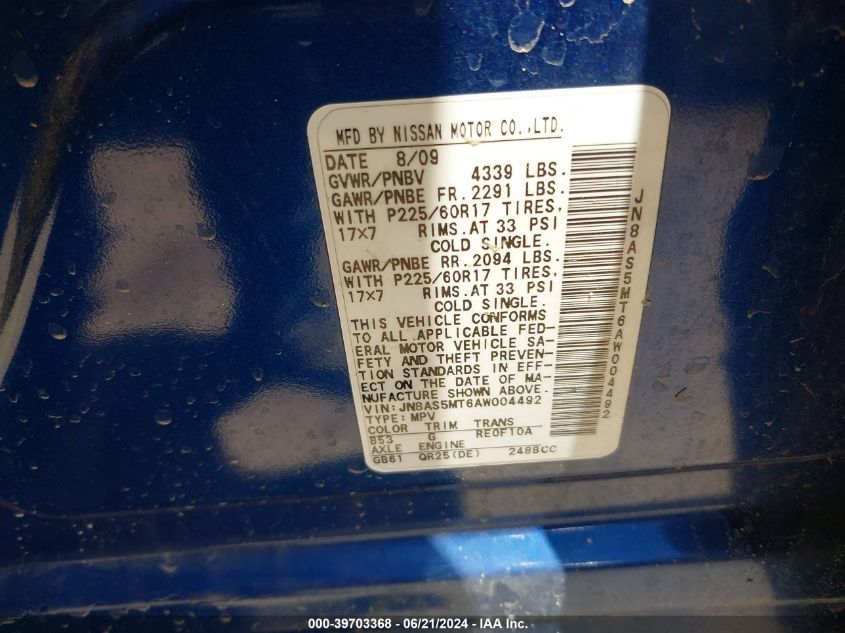 MFD BY NISSAN MOTOR CO.,LTD.
DATE 8/09
GVWR/PNBV 4339 LBS.
GAWR/PNBE FR. 2291 LBS.
WITH P225/60R17 TIRES,
17X7 RIMS.AT 33 PSI
COLD SINGLE.
GAWR/PNBE RR. 2094 LBS.
WITH P225/60R17 TIRES,
17X7 RIMS.AT 33 PSI
COLD SINGLE.
THIS VEHICLE CONFORMS
TO ALL APPLICABLE FED-
ERAL MOTOR VEHICLE SA-
FETY AND THEFT PREVEN-
TION STANDARDS IN EFF-
ECT ON THE DATE OF MA-
NUFACTURE SHOWN ABOVE.
VIN: JN8AS5MT6AW004492
TYPE: MPV
COLOR TRIM TRANS
B53 G RE0F10A
AXLE ENGINE
GB61 QR25(DE) 2488CC
JN8AS5MT6AW004492
000-39703368 - 06/21/2024 - IAA Inc.